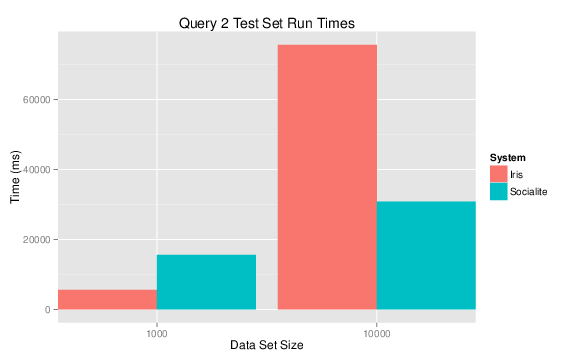 Query 2 Test Set Run Times
Time (ms)
60000
40000
20000
0
1000
10000
Data Set Size
System
Iris
Socialite